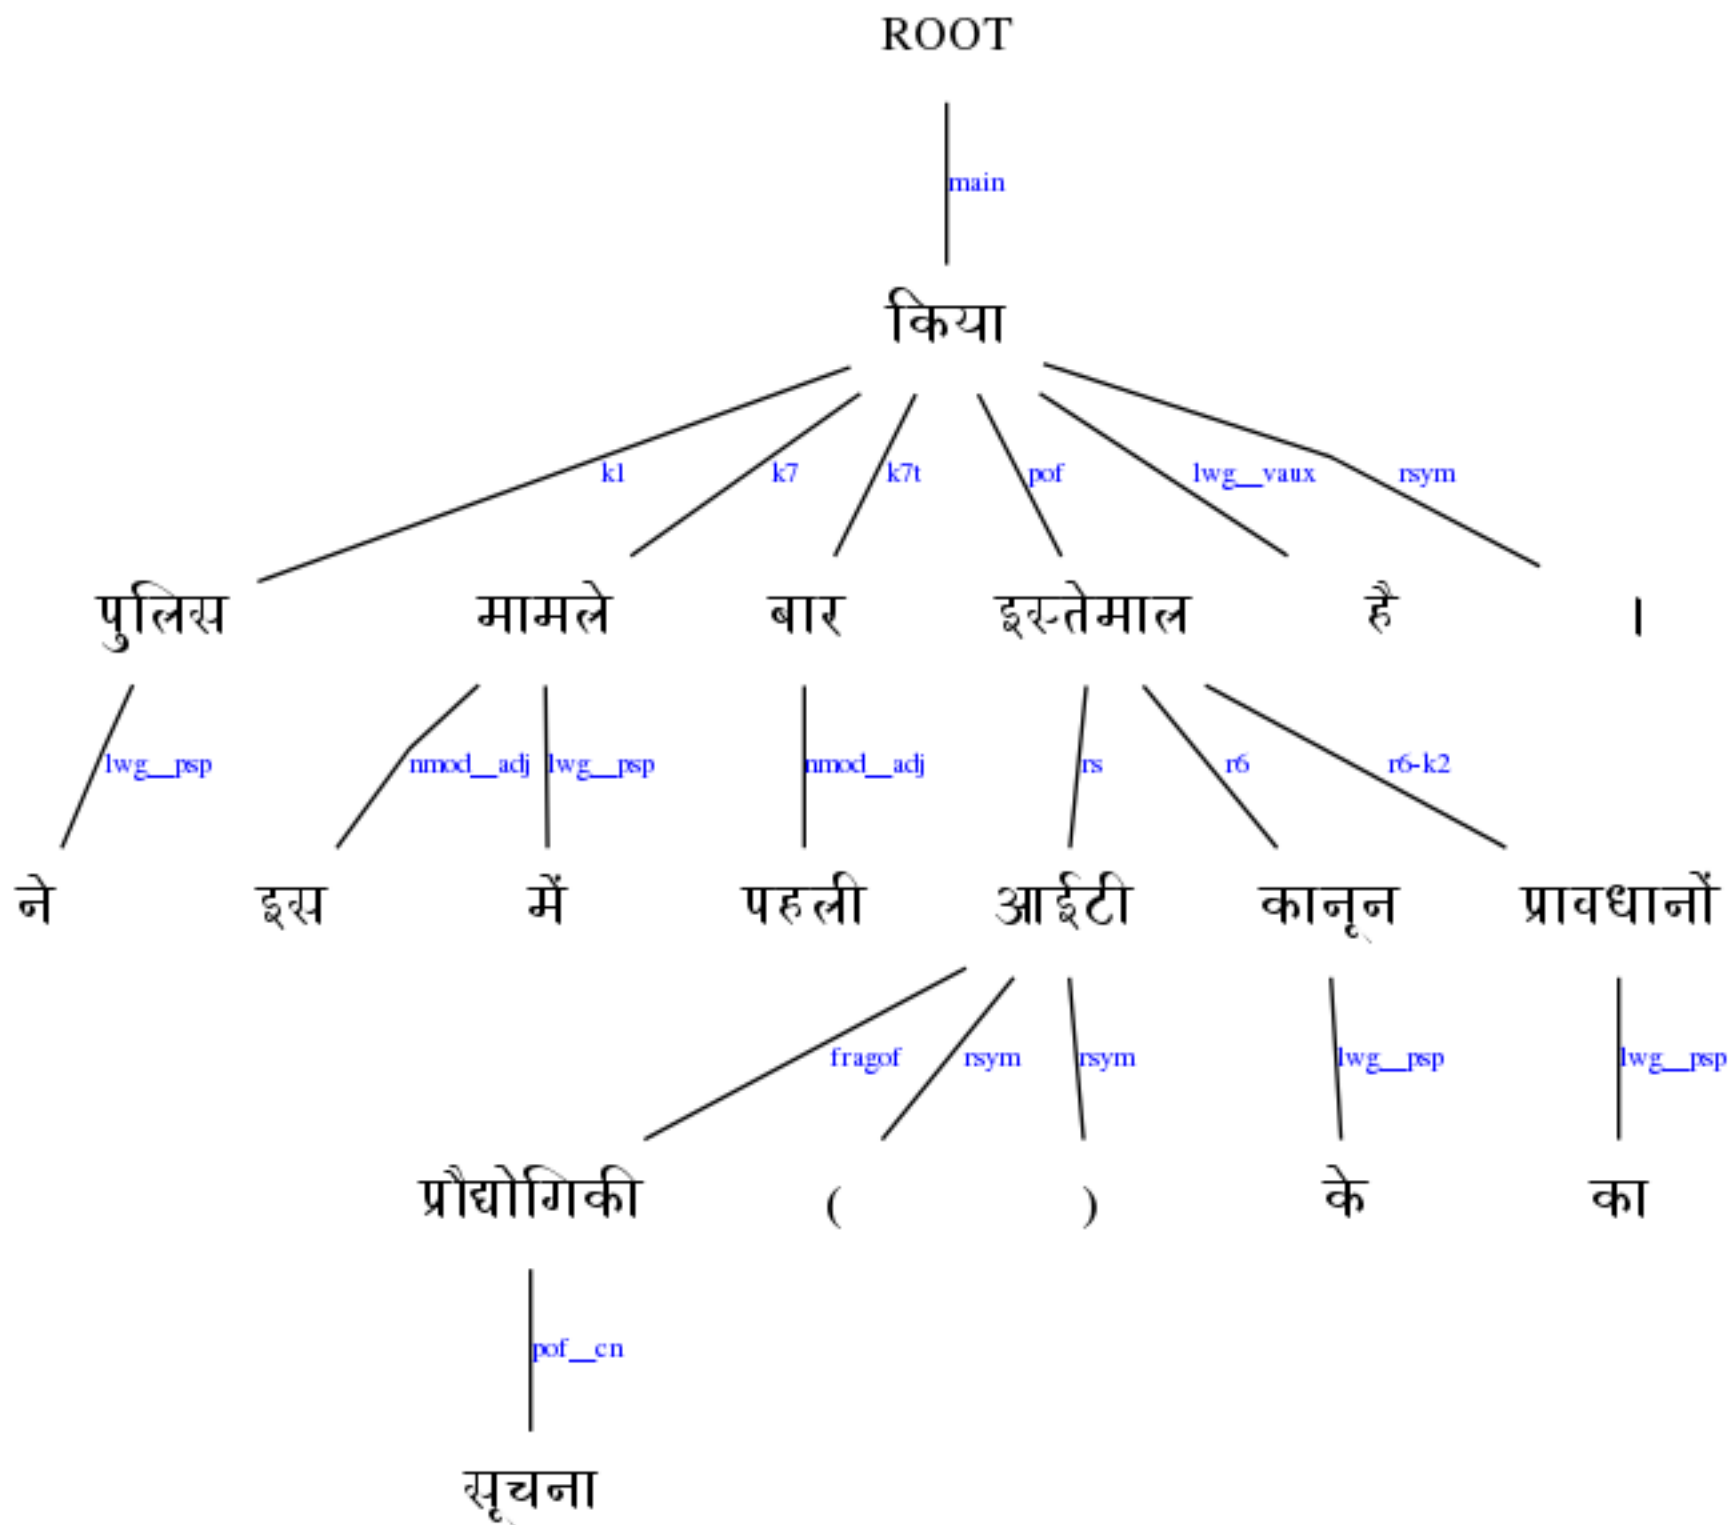 ROOT
main
किया
k1 k7 k7t pof lwg__vaux rsym
पुलिस मामले बार इस्तेमाल है ।
lwg__psp nmod__adj lwg__psp nmod__adj rs r6 r6-k2
ने इस में पहली आईटी कानून प्रावधानों
fragof rsym rsym lwg__psp lwg__psp
प्रौद्योगिकी ( ) के का
pof__cn
सूचना